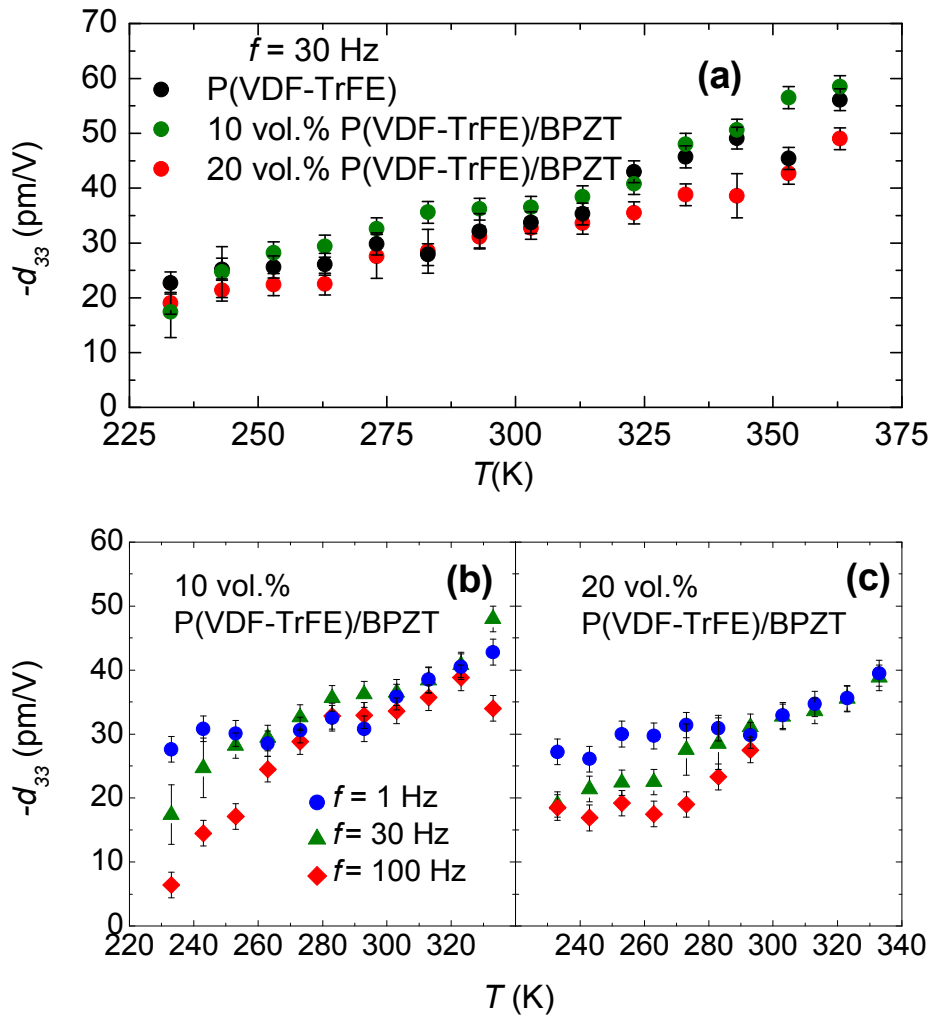 f = 30 Hz
P(VDF-TrFE)
10 vol.% P(VDF-TrFE)/BPZT
20 vol.% P(VDF-TrFE)/BPZT
(a)
70
60
50
40
30
20
10
0
-d33 (pm/V)
225 250 275 300 325 350 375
T(K)
60
50
40
30
20
10
0
-d33 (pm/V)
10 vol.%
P(VDF-TrFE)/BPZT
(b)
f = 1 Hz
f = 30 Hz
f = 100 Hz
20 vol.%
P(VDF-TrFE)/BPZT
(c)
220 240 260 280 300 320 240 260 280 300 320 340
T (K)